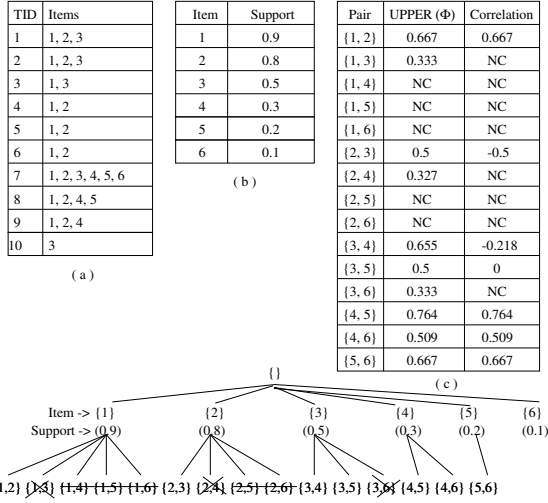 TID Items
1 1, 2, 3
2 1, 2, 3
3 1, 3
4 1, 2
5 1, 2
6 1, 2
7 1, 2, 3, 4, 5, 6
8 1, 2, 4, 5
9 1, 2, 4
10 3
( a )
Item Support
1 0.9
2 0.8
3 0.5
4 0.3
5 0.2
6 0.1
( b )
Pair UPPER (Φ) Correlation
{1, 2} 0.667 0.667
{1, 3} 0.333 NC
{1, 4} NC NC
{1, 5} NC NC
{1, 6} NC NC
{2, 3} 0.5 -0.5
{2, 4} 0.327 NC
{2, 5} NC NC
{2, 6} NC NC
{3, 4} 0.655 -0.218
{3, 5} 0.5 0
{3, 6} 0.333 NC
{4, 5} 0.764 0.764
{4, 6} 0.509 0.509
{5, 6} 0.667 0.667
( c )
{}
Item -> {1} {2} {3} {4} {5} {6}
Support -> (0.9) (0.8) (0.5) (0.3) (0.2) (0.1)
1,2} {1,3} {1,4} {1,5} {1,6} {2,3} {2,4} {2,5} {2,6} {3,4} {3,5} {3,6} {4,5} {4,6} {5,6}